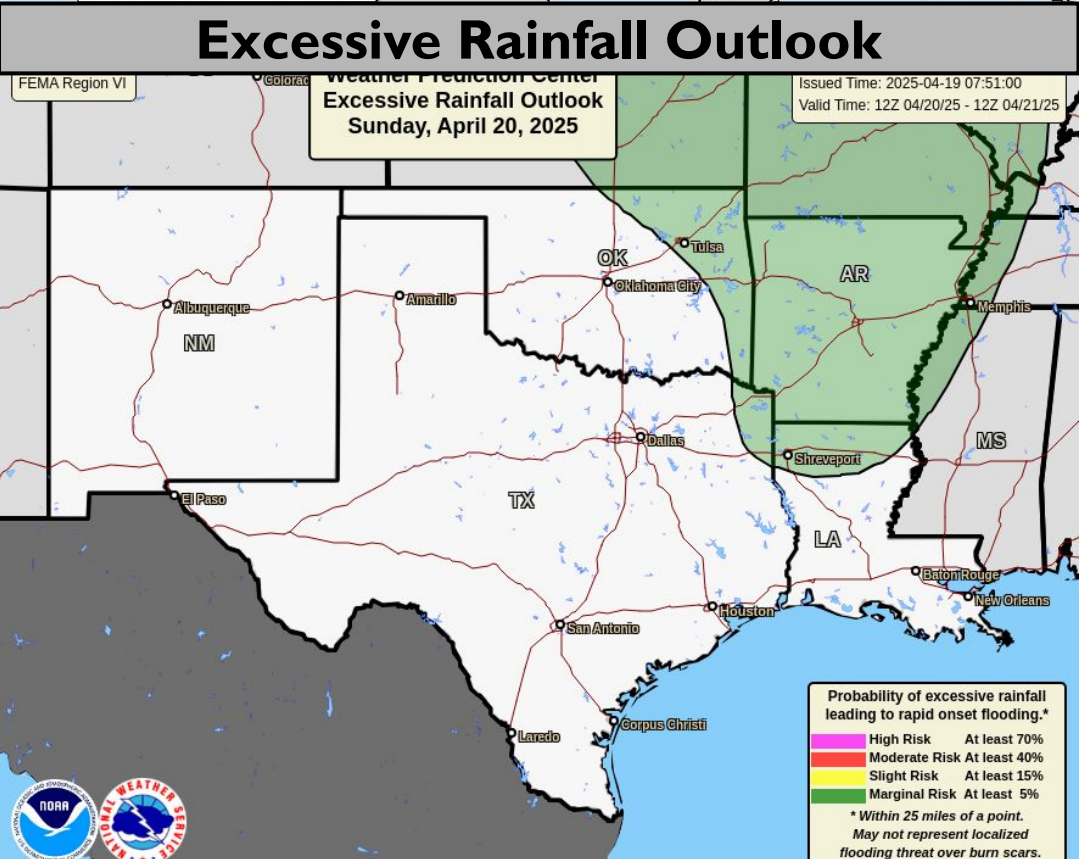 Excessive Rainfall Outlook
FEMA Region VI
Weather Prediction Center
Excessive Rainfall Outlook
Sunday, April 20, 2025
Issued Time: 2025-04-19 07:51:00
Valid Time: 12Z 04/20/25 - 12Z 04/21/25
Tulsa
OK
Oklahoma City
AR
Albuquerque
Amarillo
Memphis
NM
Dallas
MS
Shreveport
El Paso
TX
LA
Baton Rouge
New Orleans
Houston
San Antonio
Corpus Christi
Laredo
Probability of excessive rainfall
leading to rapid onset flooding.*
High Risk At least 70%
Moderate Risk At least 40%
Slight Risk At least 15%
Marginal Risk At least 5%
* Within 25 miles of a point.
May not represent localized
flooding threat over burn scars.
NOAA
NATIONAL WEATHER SERVICE